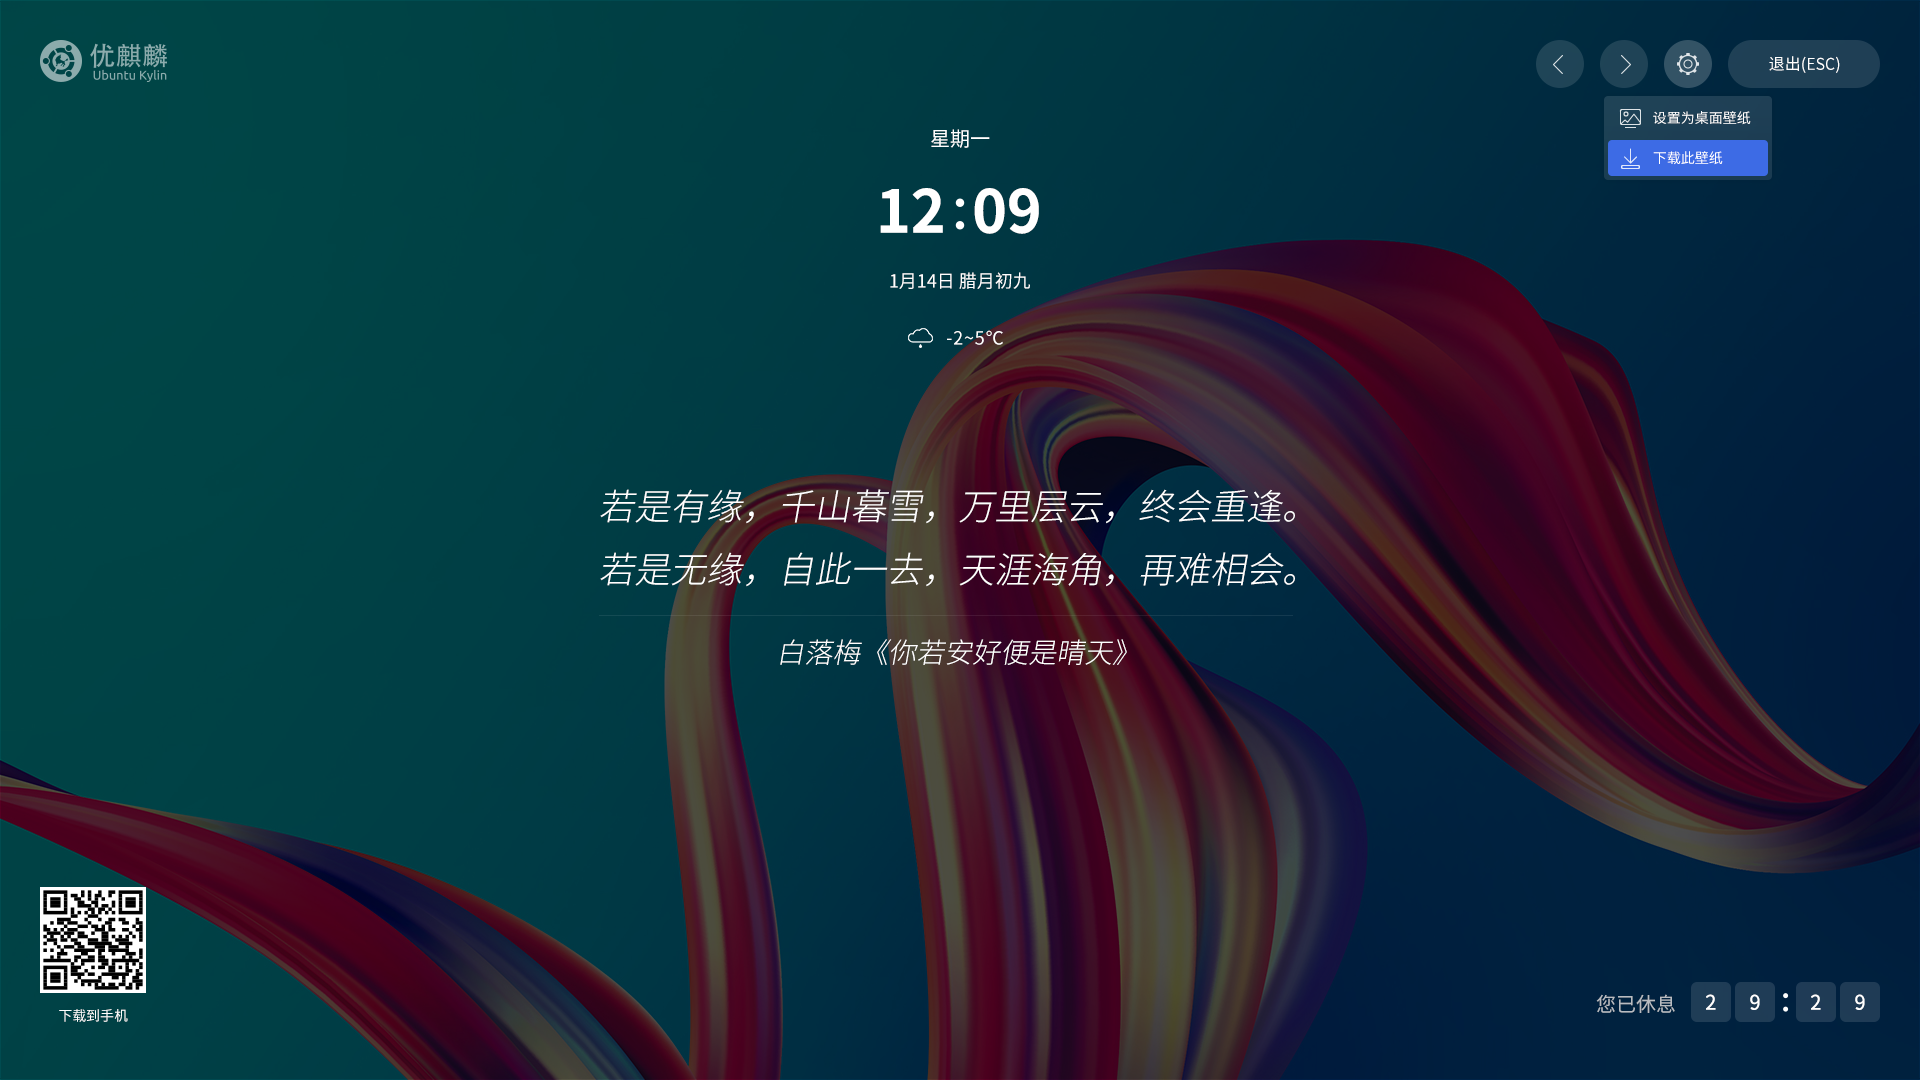 优麒麟
Ubuntu Kylin
退出(ESC)
设置为桌面壁纸
下载此壁纸
星期一
12:09
1月14日 腊月初九
-2~5℃
若是有缘，千山暮雪，万里层云，终会重逢。
若是无缘，自此一去，天涯海角，再难相会。
白落梅《你若安好便是晴天》
下载到手机
您已休息 29:29